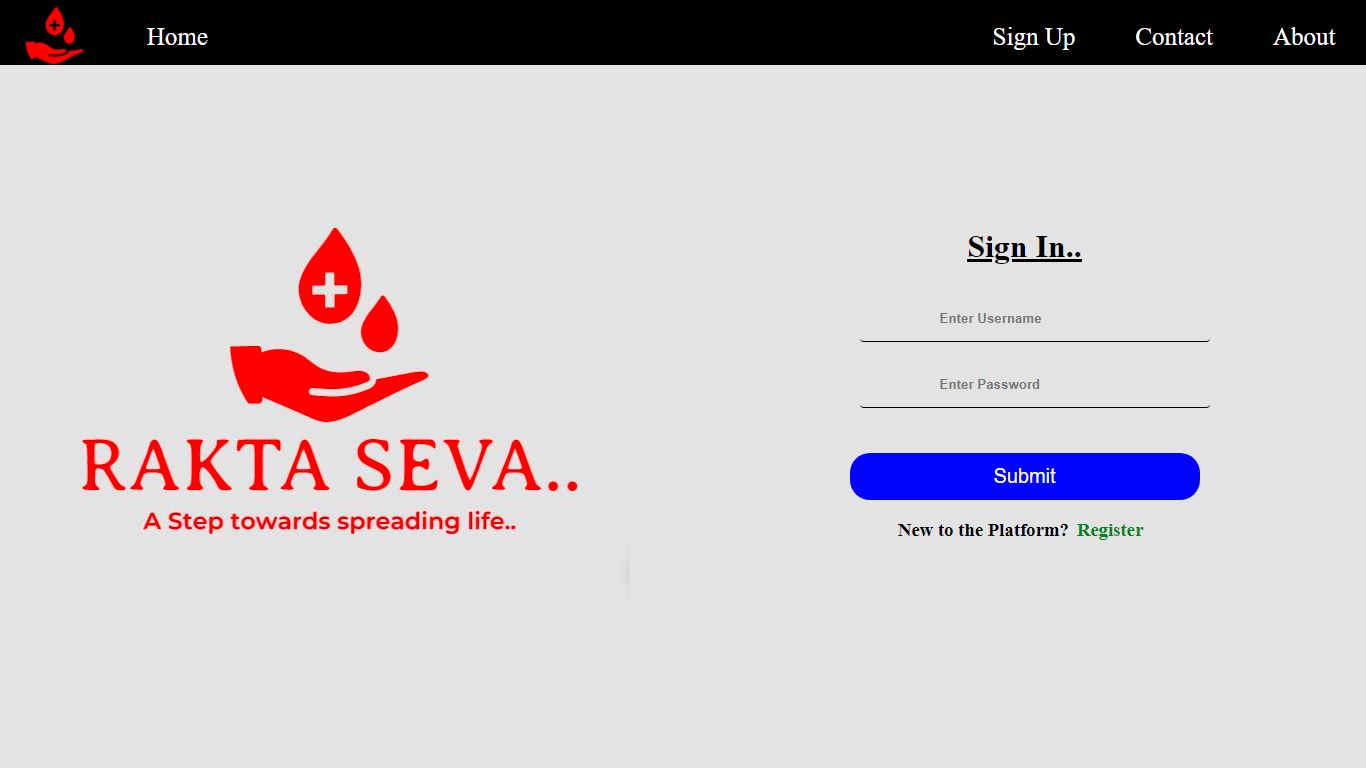 Home
Sign Up
Contact
About
RAKTA SEVA..
A Step towards spreading life..
Sign In..
Enter Username
Enter Password
Submit
New to the Platform? Register